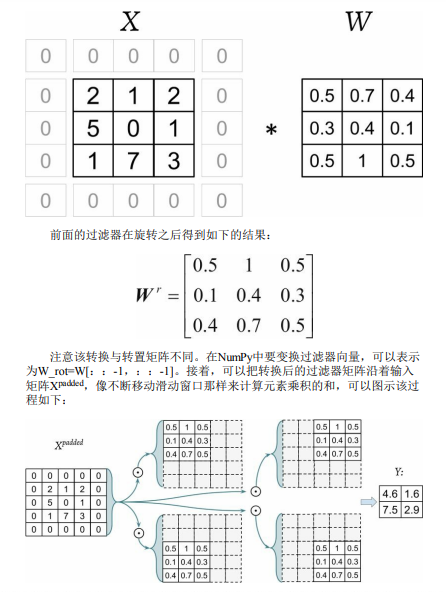 X W
0 0 0 0 0
0 2 1 2 0 0.5 0.7 0.4
0 5 0 1 0 * 0.3 0.4 0.1
0 1 7 3 0 0.5 1 0.5
0 0 0 0 0
前面的过滤器在旋转之后得到如下的结果：
0.5 1 0.5
W^r = 0.1 0.4 0.3
0.4 0.7 0.5
注意该转换与转置矩阵不同。在NumPy中要变换过滤器向量，可以表示
为W_rot=W[：：-1，：：-1]。接着，可以把转换后的过滤器矩阵沿着输入
矩阵X^padded，像不断移动滑动窗口那样来计算元素乘积的和，可以图示该过
程如下：
0.5 1 0.5
0.1 0.4 0.3
0.4 0.7 0.5
0.5 1 0.5
0.1 0.4 0.3
0.4 0.7 0.5
X^padded
0 0 0 0 0
0 2 1 2 0
0 5 0 1 0
0 1 7 3 0
0 0 0 0 0
Y:
4.6 1.6
7.5 2.9
0.5 1 0.5
0.1 0.4 0.3
0.4 0.7 0.5
0.5 1 0.5
0.1 0.4 0.3
0.4 0.7 0.5